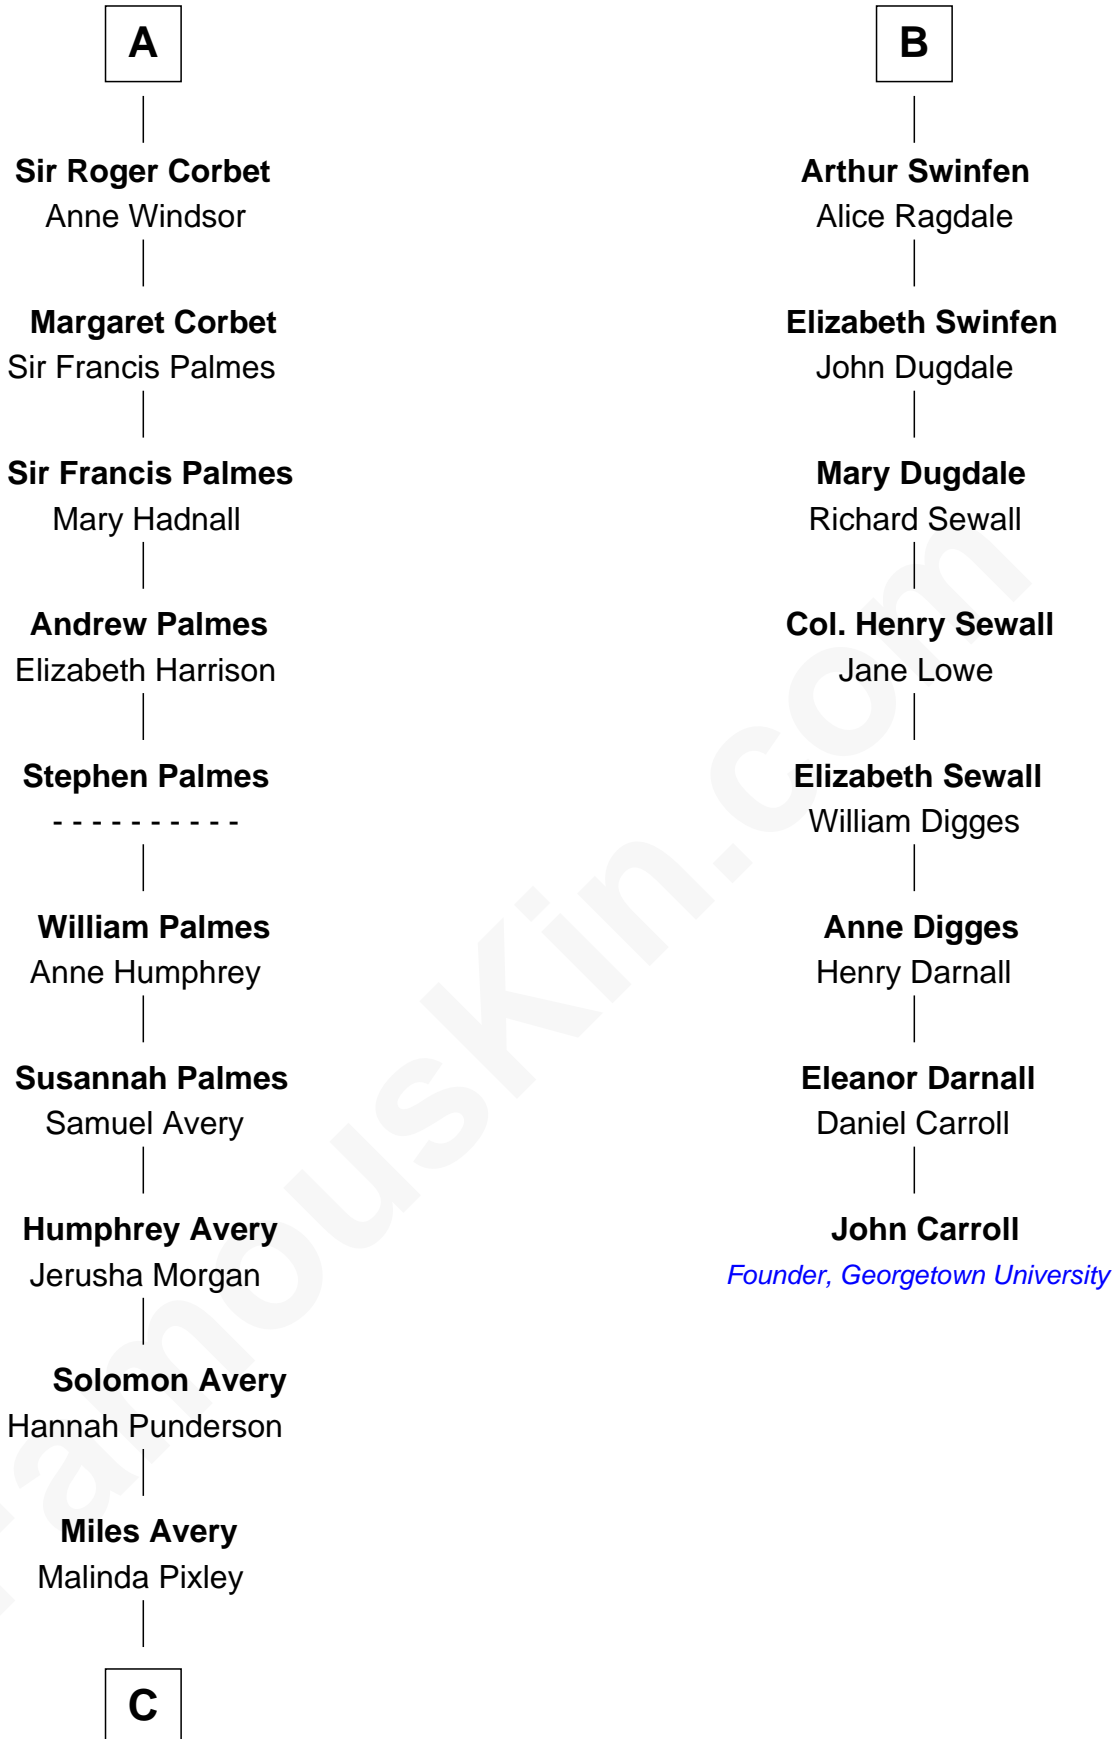 A
Sir Roger Corbet
Anne Windsor
Margaret Corbet
Sir Francis Palmes
Sir Francis Palmes
Mary Hadnall
Andrew Palmes
Elizabeth Harrison
Stephen Palmes
- - - - - - - - - -
William Palmes
Anne Humphrey
Susannah Palmes
Samuel Avery
Humphrey Avery
Jerusha Morgan
Solomon Avery
Hannah Punderson
Miles Avery
Malinda Pixley
C
B
Arthur Swinfen
Alice Ragdale
Elizabeth Swinfen
John Dugdale
Mary Dugdale
Richard Sewall
Col. Henry Sewall
Jane Lowe
Elizabeth Sewall
William Digges
Anne Digges
Henry Darnall
Eleanor Darnall
Daniel Carroll
John Carroll
Founder, Georgetown University
FamousKin.com